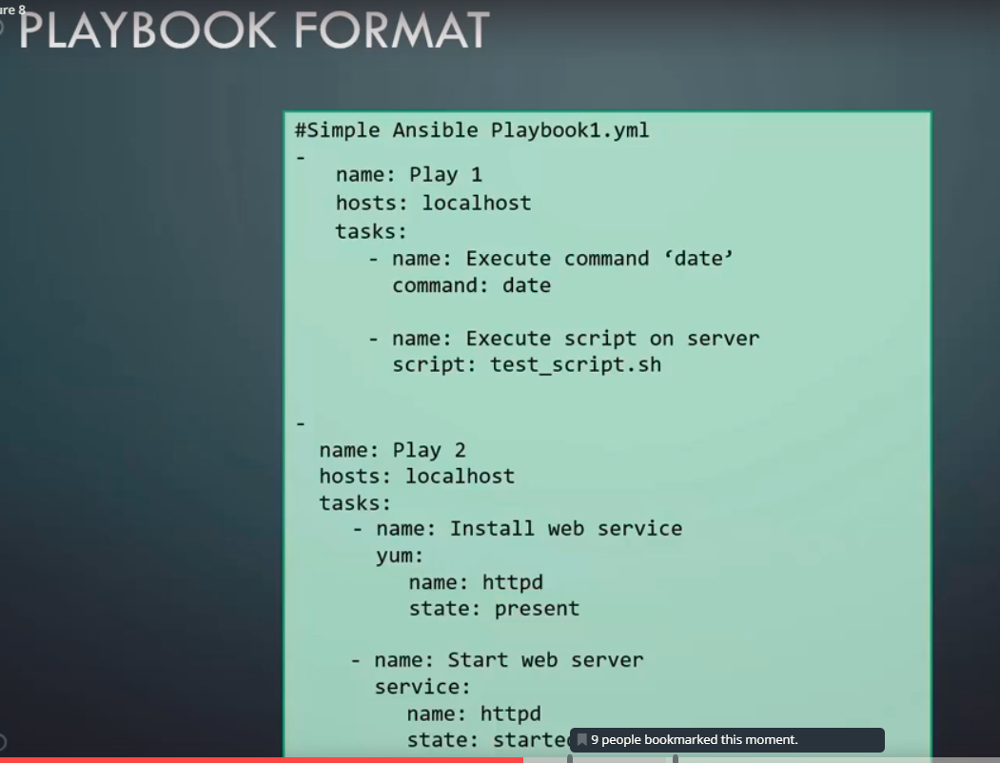 ure 8
PLAYBOOK FORMAT
#Simple Ansible Playbook1.yml
-
name: Play 1
hosts: localhost
tasks:
- name: Execute command ‘date’
command: date
- name: Execute script on server
script: test_script.sh
-
name: Play 2
hosts: localhost
tasks:
- name: Install web service
yum:
name: httpd
state: present
- name: Start web server
service:
name: httpd
state: started
9 people bookmarked this moment.